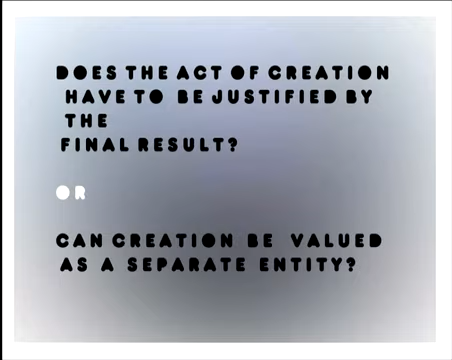 DOES THE ACT OF CREATION
HAVE TO BE JUSTIFIED BY
THE
FINAL RESULT?
OR
CAN CREATION BE VALUED
AS A SEPARATE ENTITY?